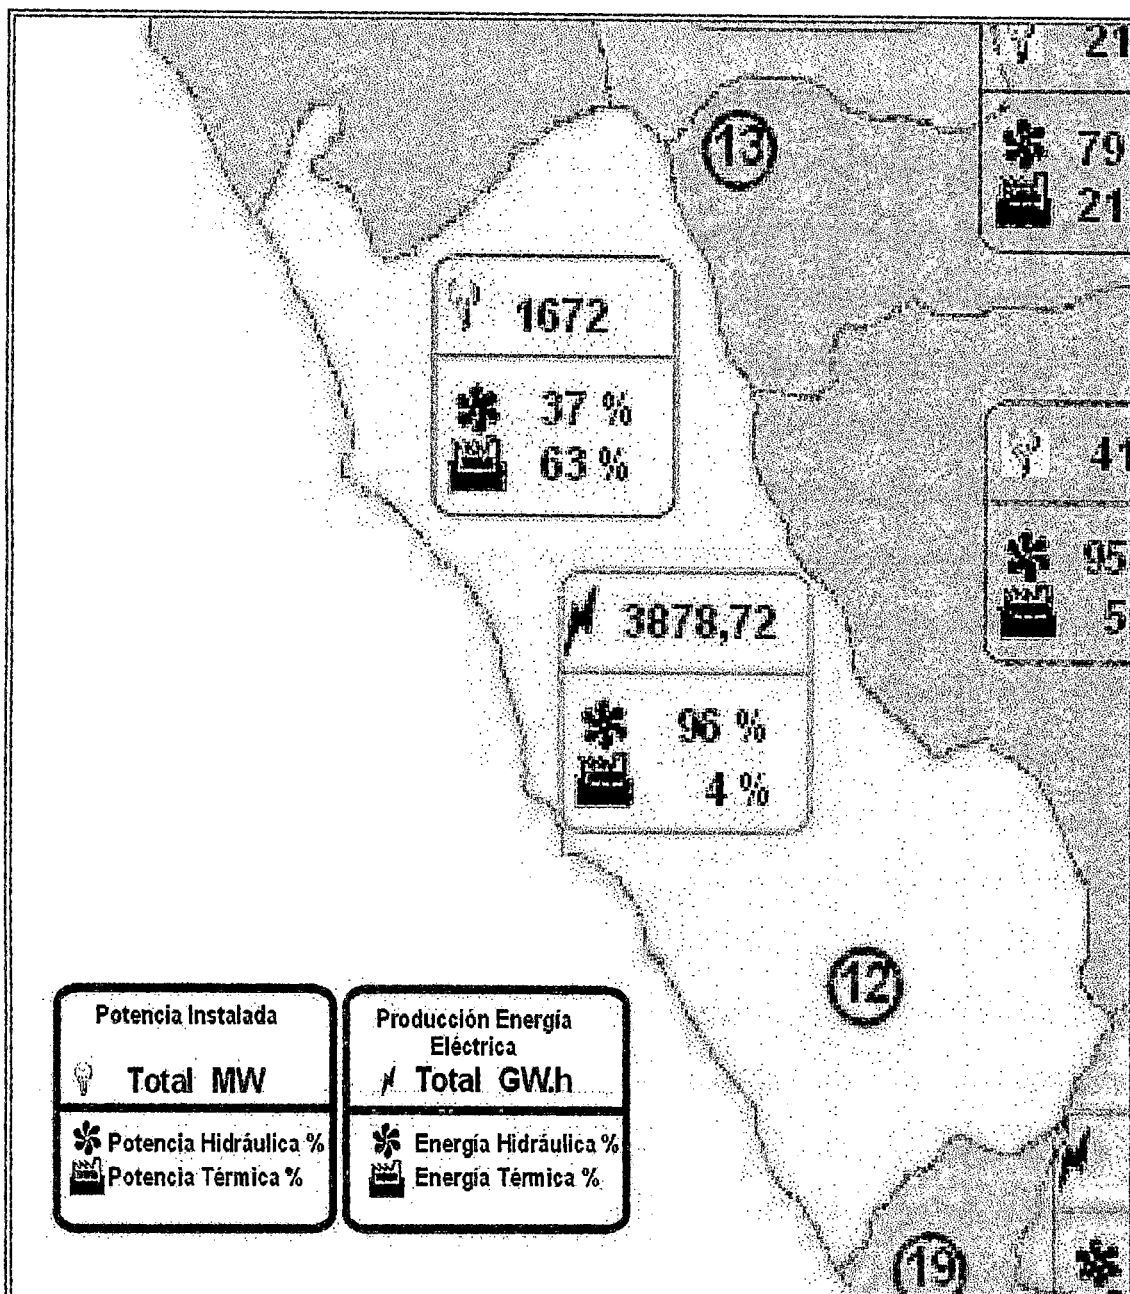 21
13
79
21
1672
37 %
63 %
41
95
5
3878,72
96 %
4 %
12
Potencia Instalada
Total MW
Potencia Hidráulica %
Potencia Térmica %
Producción Energía
Eléctrica
Total GW.h
Energía Hidráulica %
Energía Térmica %
19